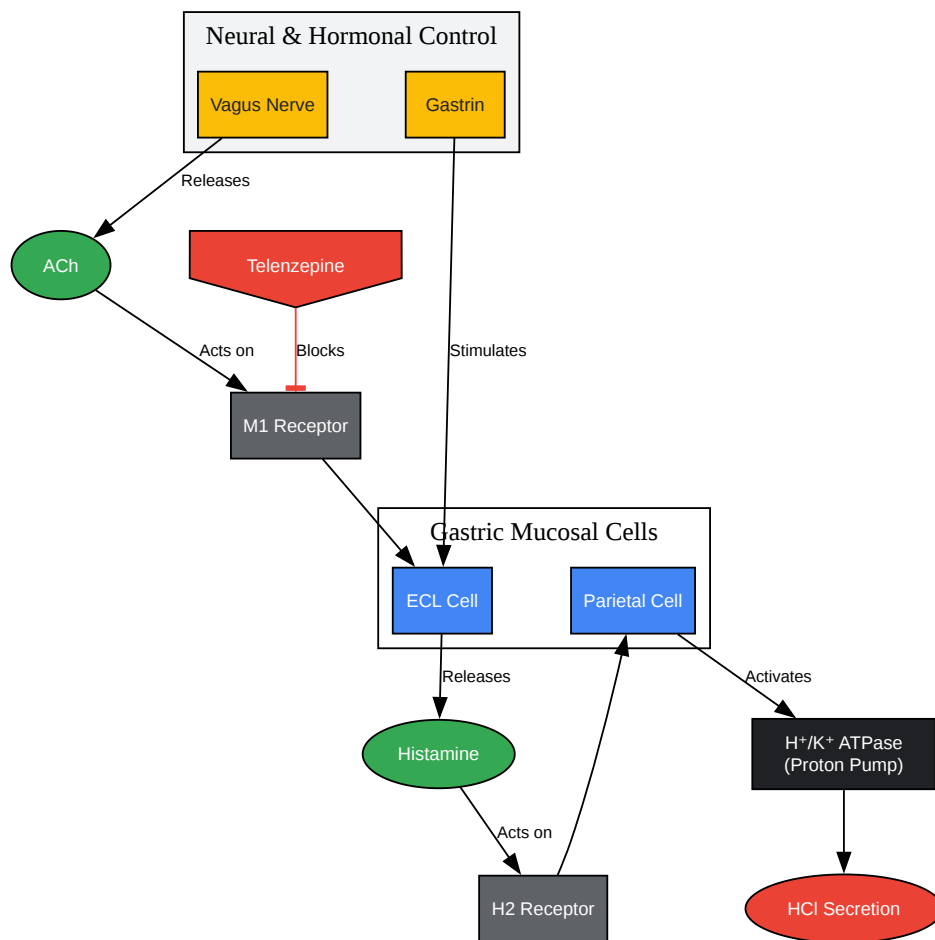 Neural & Hormonal Control
Vagus Nerve
Gastrin
Releases
ACh
Telenzepine
Acts on
Blocks
Stimulates
M1 Receptor
Gastric Mucosal Cells
ECL Cell
Parietal Cell
Releases
Activates
Histamine
H⁺/K⁺ ATPase
(Proton Pump)
Acts on
H2 Receptor
HCl Secretion